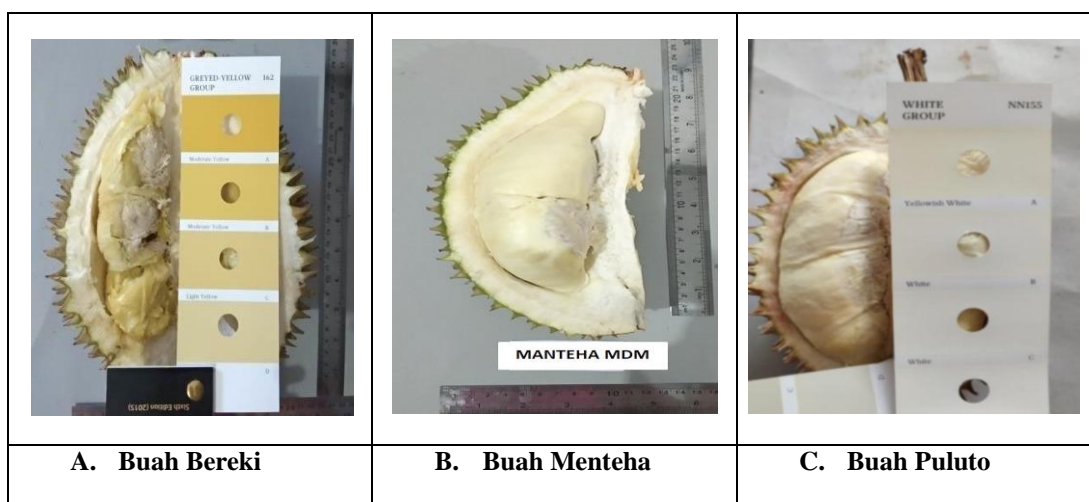 GREYED-YELLOW 162
GROUP
Moderate Yellow A
Moderate Yellow B
Light Yellow C
D
Sixth Edition (2015)
MANTEHA MDM
WHITE NN155
GROUP
Yellowish White A
White B
White C
A. Buah Bereki
B. Buah Menteha
C. Buah Puluto